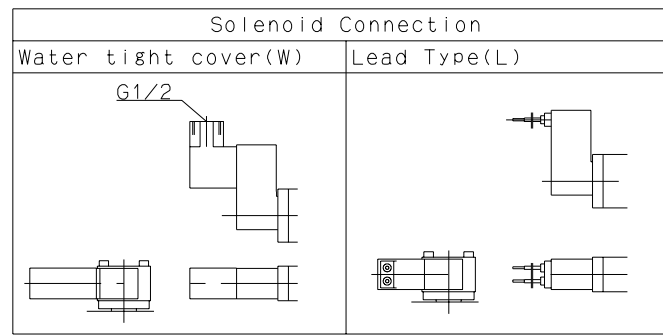 Solenoid Connection
Water tight cover(W)
Lead Type(L)
G1/2